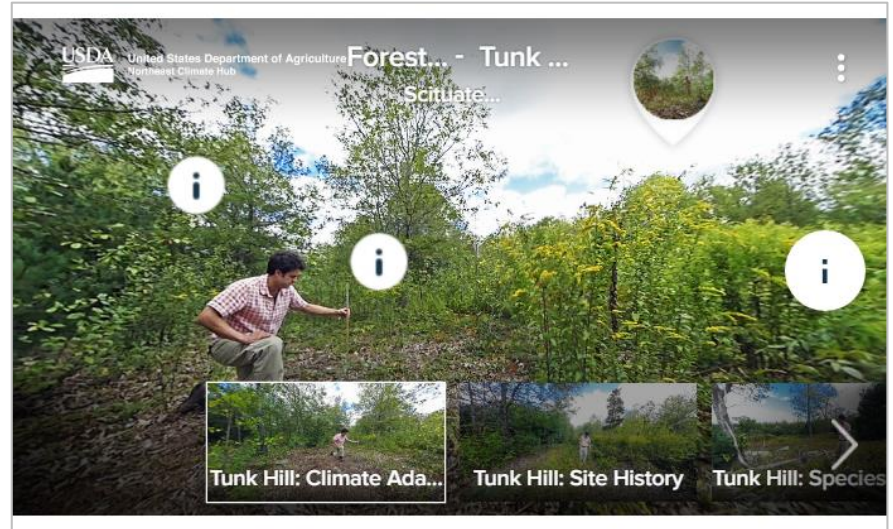 USDA
United States Department of Agriculture
Northeast Climate Hub
Forest... - Tunk ...
Scituate...
i
i
i
Tunk Hill: Climate Ada...
Tunk Hill: Site History
Tunk Hill: Species